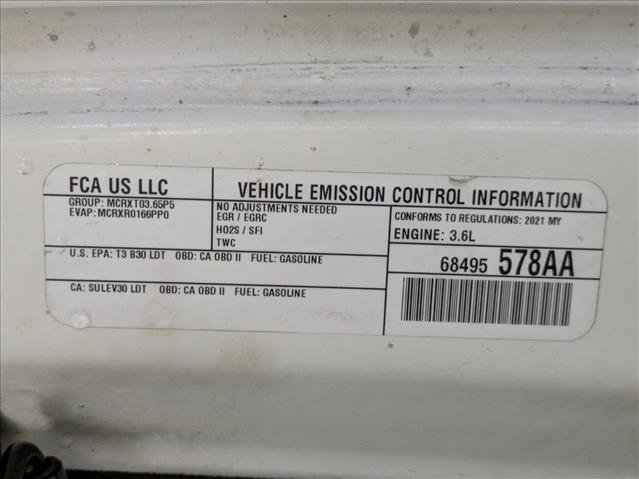 FCA US LLC
GROUP: MCRXT03.65P5
EVAP: MCRXR0166PP0
VEHICLE EMISSION CONTROL INFORMATION
NO ADJUSTMENTS NEEDED
EGR / EGRC
HO2S / SFI
TWC
CONFORMS TO REGULATIONS: 2021 MY
ENGINE: 3.6L
U.S. EPA: T3 B30 LDT OBD: CA OBD II FUEL: GASOLINE
68495 578AA
CA: SULEV30 LDT OBD: CA OBD II FUEL: GASOLINE